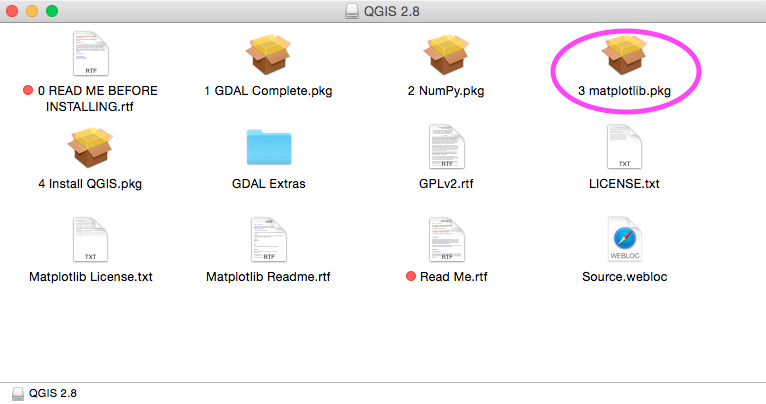 QGIS 2.8
RTF
0 READ ME BEFORE
INSTALLING.rtf
1 GDAL Complete.pkg
2 NumPy.pkg
3 matplotlib.pkg
4 Install QGIS.pkg
GDAL Extras
RTF
GPLv2.rtf
TXT
LICENSE.txt
TXT
Matplotlib License.txt
RTF
Matplotlib Readme.rtf
RTF
Read Me.rtf
WEBLOC
Source.webloc
QGIS 2.8